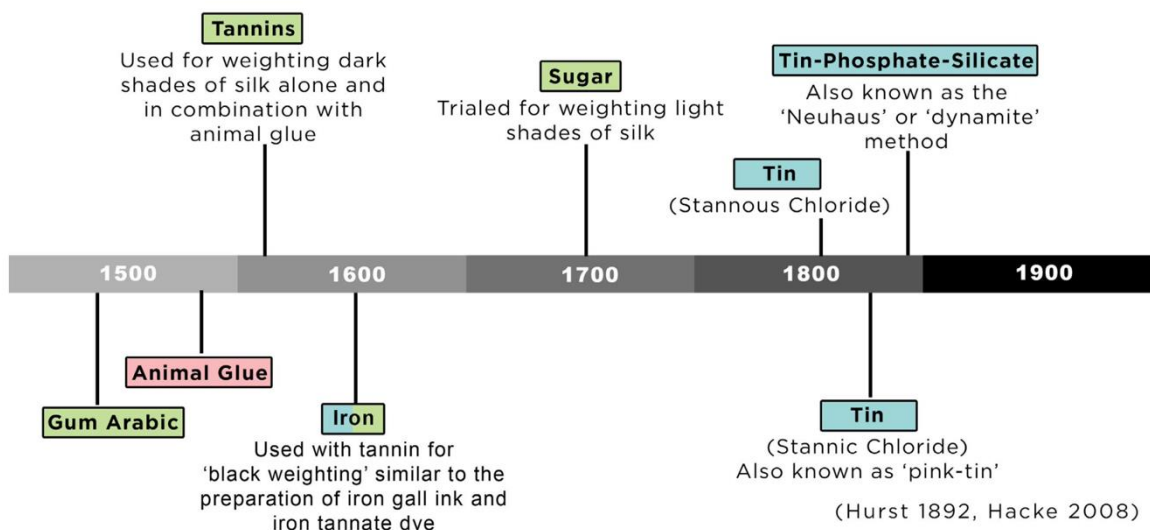 Tannins
Used for weighting dark
shades of silk alone and
in combination with
animal glue
Sugar
Trialed for weighting light
shades of silk
Tin-Phosphate-Silicate
Also known as the
‘Neuhaus’ or ‘dynamite’
method
Tin
(Stannous Chloride)
1500
1600
1700
1800
1900
Animal Glue
Gum Arabic
Iron
Used with tannin for
‘black weighting’ similar to the
preparation of iron gall ink and
iron tannate dye
Tin
(Stannic Chloride)
Also known as ‘pink-tin’
(Hurst 1892, Hacke 2008)